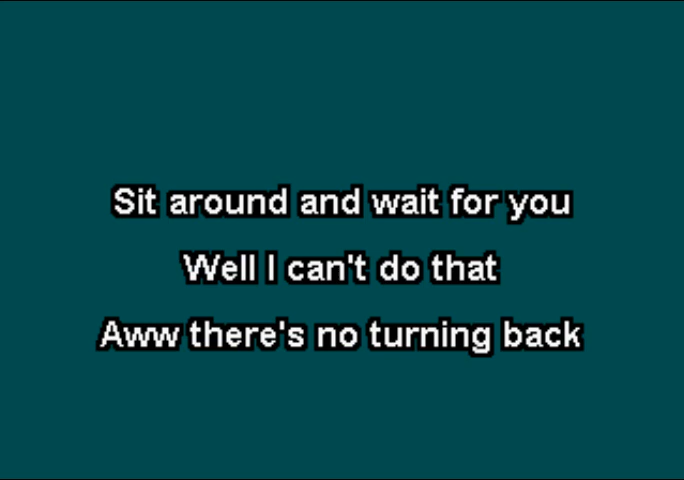 Sit around and wait for you
Well I can't do that
Aww there's no turning back